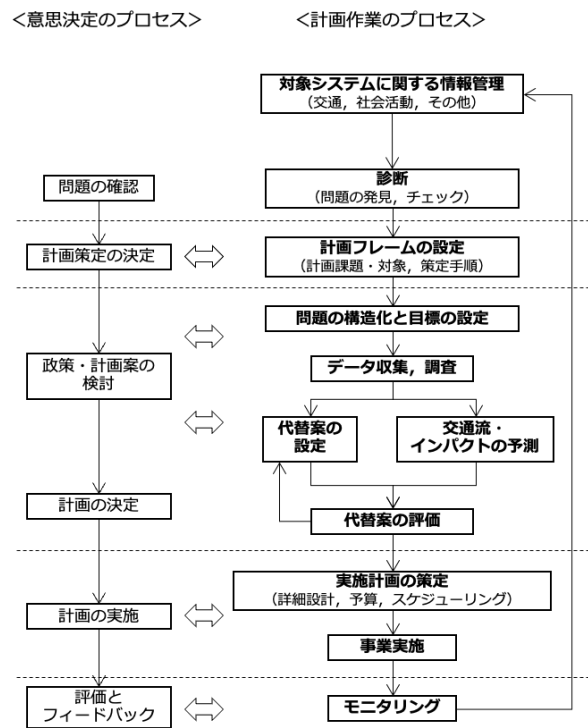 <意思決定のプロセス>
<計画作業のプロセス>
対象システムに関する情報管理
（交通，社会活動，その他）
問題の確認
診断
（問題の発見，チェック）
計画策定の決定
計画フレームの設定
（計画課題・対象，策定手順）
問題の構造化と目標の設定
政策・計画案の
検討
データ収集，調査
代替案の
設定
交通流・
インパクトの予測
計画の決定
代替案の評価
実施計画の策定
（詳細設計，予算，スケジューリング）
計画の実施
事業実施
評価と
フィードバック
モニタリング